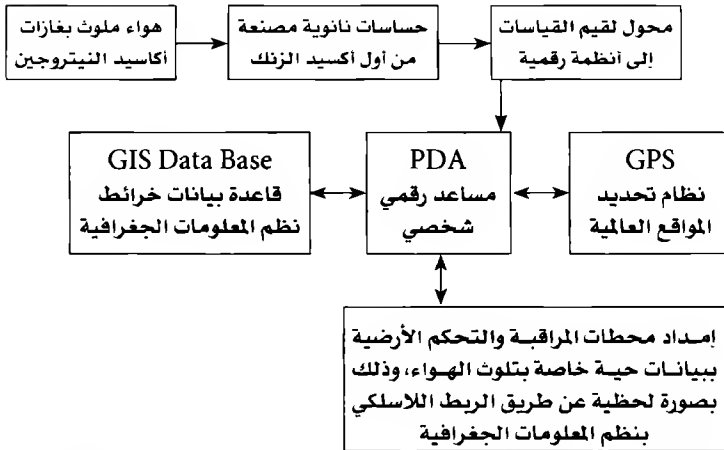 هواء ملوث بغازات
أكاسيد النيتروجين
حساسات نانوية مصنعة
من أول أكسيد الزنك
محول لقيم القياسات
إلى أنظمة رقمية
GIS Data Base
قاعدة بيانات خرائط
نظم المعلومات الجغرافية
PDA
مساعد رقمي
شخصي
GPS
نظام تحديد
المواقع العالمية
إمداد محطات المراقبة والتحكم الأرضية
ببيانات حية خاصة بتلوث الهواء، وذلك
بصورة لحظية عن طريق الربط اللاسلكي
بنظم المعلومات الجغرافية